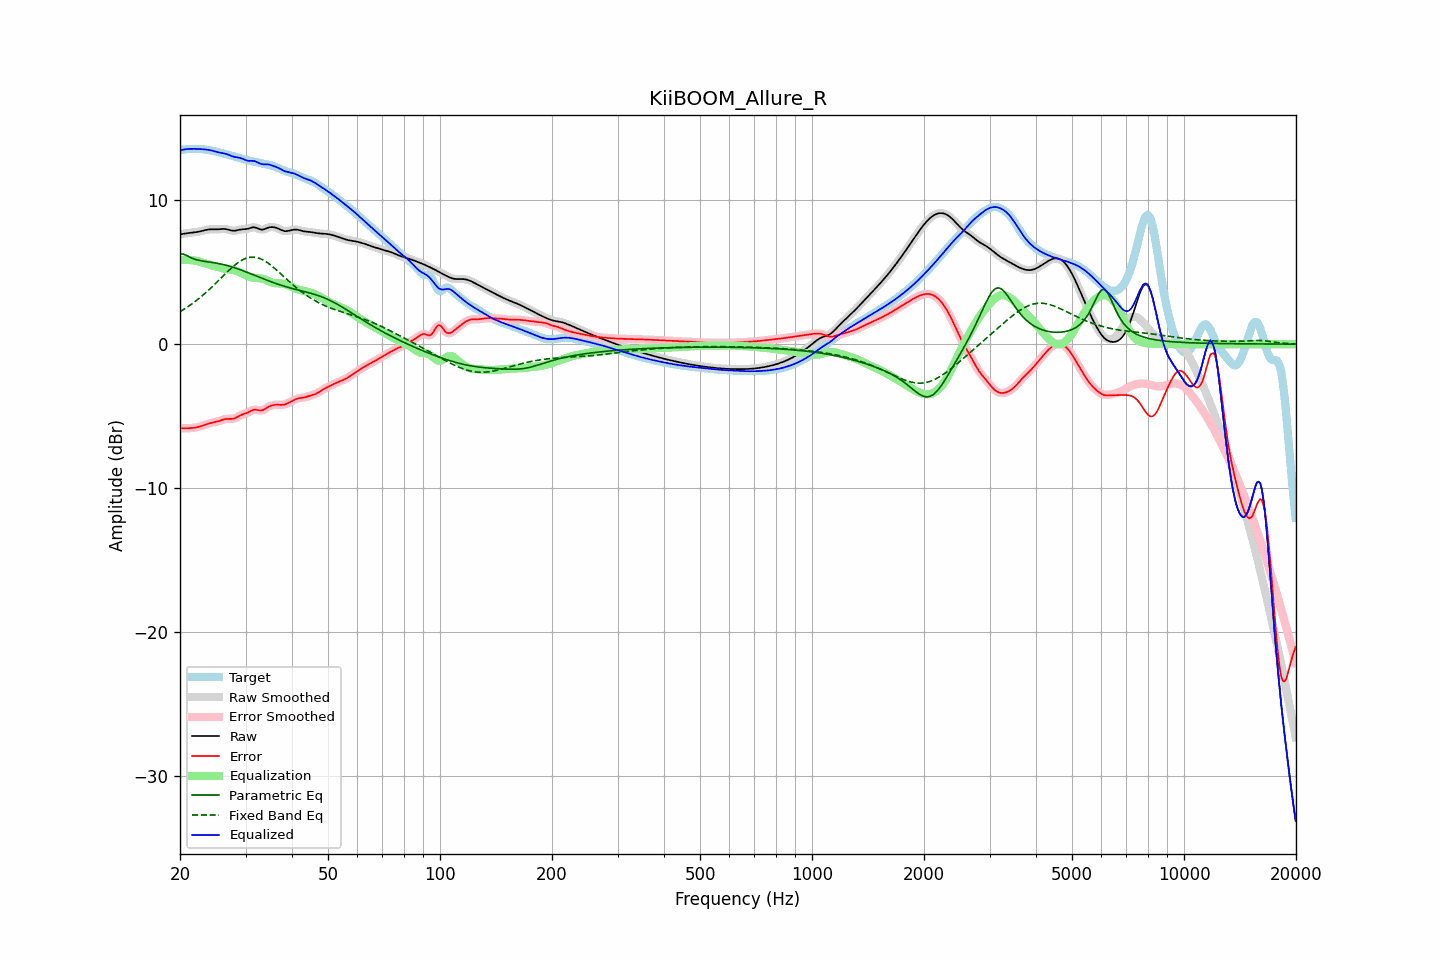 KiiBOOM_Allure_R
Amplitude (dBr)
10
0
−10
−20
−30
Target
Raw Smoothed
Error Smoothed
Raw
Error
Equalization
Parametric Eq
Fixed Band Eq
Equalized
20 50 100 200 500 1000 2000 5000 10000 20000
Frequency (Hz)